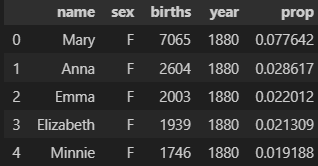 name sex births year prop
0 Mary F 7065 1880 0.077642
1 Anna F 2604 1880 0.028617
2 Emma F 2003 1880 0.022012
3 Elizabeth F 1939 1880 0.021309
4 Minnie F 1746 1880 0.019188